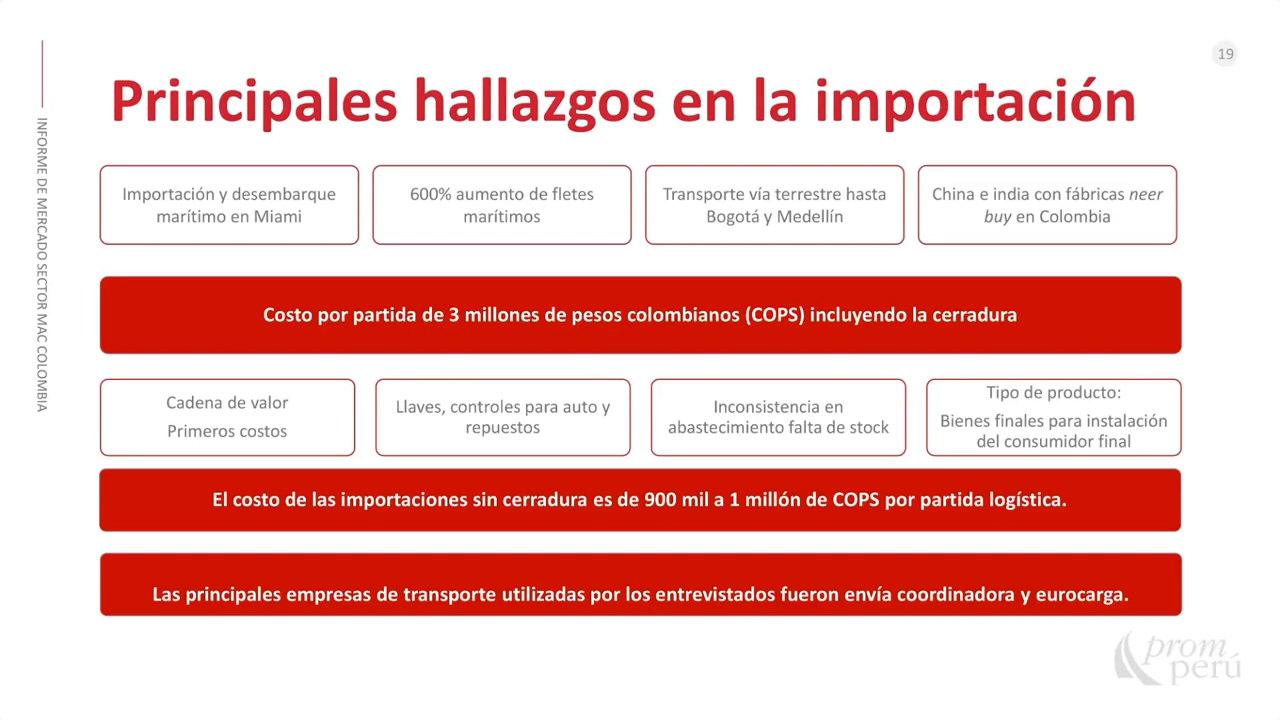 19
INFORME DE MERCADO SECTOR MAC COLOMBIA
Principales hallazgos en la importación
Importación y desembarque
marítimo en Miami
600% aumento de fletes
marítimos
Transporte vía terrestre hasta
Bogotá y Medellín
China e india con fábricas neer
buy en Colombia
Costo por partida de 3 millones de pesos colombianos (COPS) incluyendo la cerradura
Cadena de valor
Primeros costos
Llaves, controles para auto y
repuestos
Inconsistencia en
abastecimiento falta de stock
Tipo de producto:
Bienes finales para instalación
del consumidor final
El costo de las importaciones sin cerradura es de 900 mil a 1 millón de COPS por partida logística.
Las principales empresas de transporte utilizadas por los entrevistados fueron envía coordinadora y eurocarga.
prom
perú